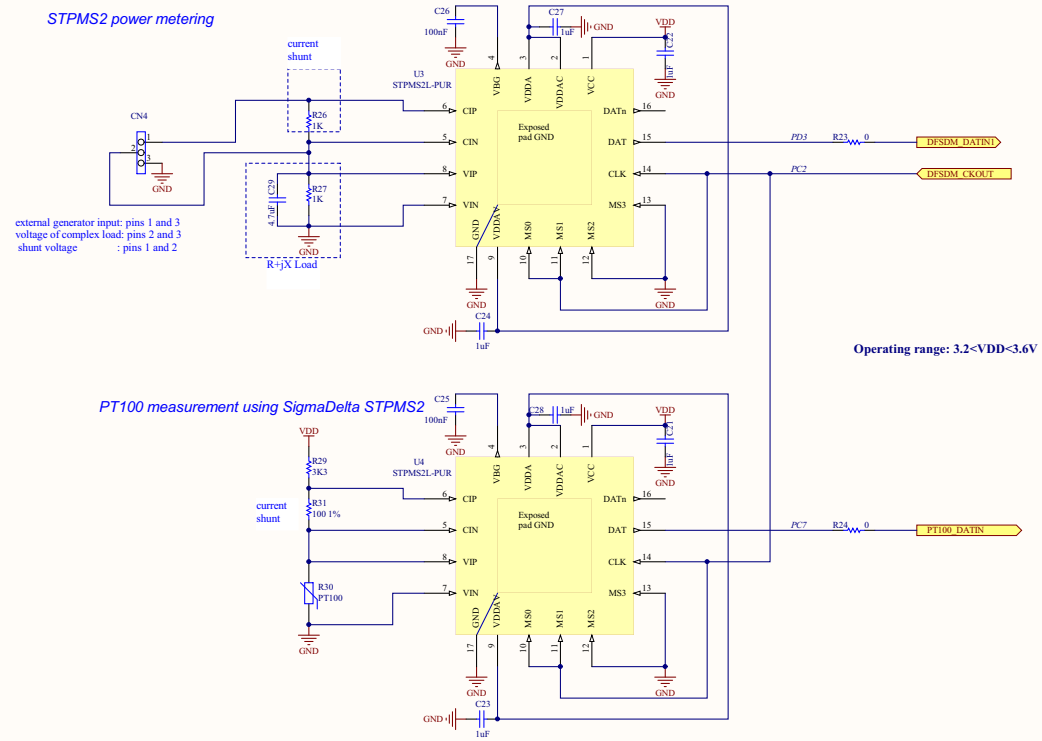 STPMS2 power metering
C26
100nF
GND
C27
1uF
GND
VDD
C22
1uF
GND
current
shunt
U3
STPMS2L-PUR
4
3
2
1
VBG
VDDA
VDDAC
VCC
CN4
1
2
3
GND
R26
1K
6 CIP
5 CIN
8 VIP
7 VIN
Exposed
pad GND
DATn 16
DAT 15
CLK 14
MS3 13
PD3
R23 0
DFSDM_DATIN1
PC2
DFSDM_CKOUT
C29
4.7uF
R27
1K
GND
R+jX Load
external generator input: pins 1 and 3
voltage of complex load: pins 2 and 3
shunt voltage : pins 1 and 2
GND
VDDAV
MS0
MS1
MS2
17
9
10
11
12
GND
GND
GND
C24
1uF
Operating range: 3.2<VDD<3.6V
PT100 measurement using SigmaDelta STPMS2
C25
100nF
GND
C28
1uF
GND
VDD
C21
1uF
GND
VDD
R29
3K3
current
shunt
R31
100 1%
R30
PT100
GND
U4
STPMS2L-PUR
4
3
2
1
VBG
VDDA
VDDAC
VCC
6 CIP
5 CIN
8 VIP
7 VIN
Exposed
pad GND
DATn 16
DAT 15
CLK 14
MS3 13
PC7
R24 0
PT100_DATIN
GND
VDDAV
MS0
MS1
MS2
17
9
10
11
12
GND
GND
GND
C23
1uF